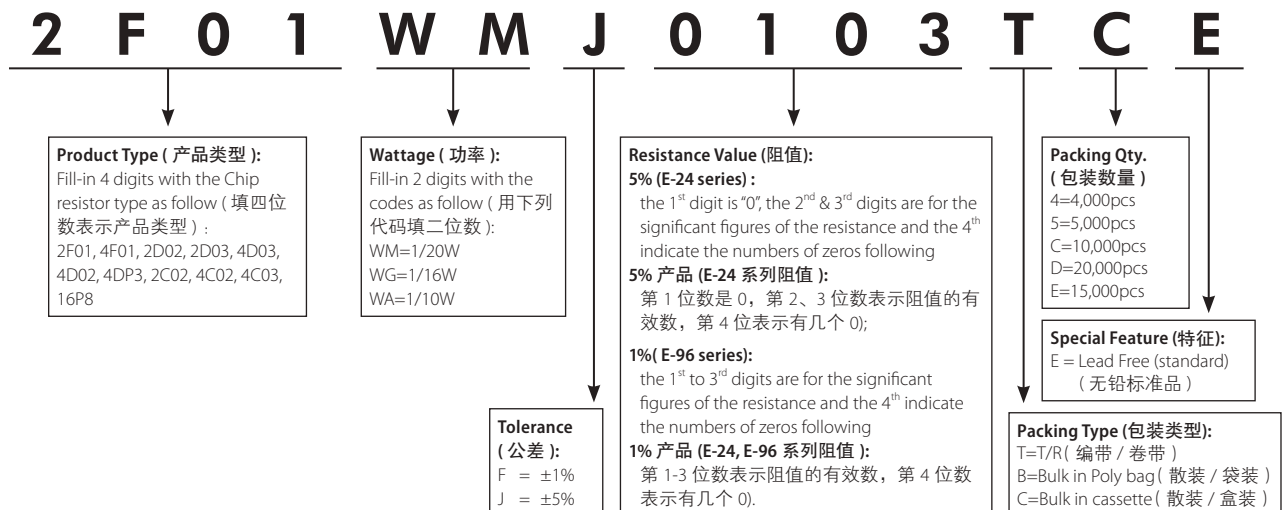 2 F 0 1 W M J 0 1 0 3 T C E
Product Type ( 产品类型 ):
Fill-in 4 digits with the Chip
resistor type as follow ( 填四位
数表示产品类型 ) :
2F01, 4F01, 2D02, 2D03, 4D03,
4D02, 4DP3, 2C02, 4C02, 4C03,
16P8
Wattage ( 功率 ):
Fill-in 2 digits with the
codes as follow ( 用下列
代码填二位数 ):
WM=1/20W
WG=1/16W
WA=1/10W
Tolerance
( 公差 ):
F = ±1%
J = ±5%
Resistance Value (阻值):
5% (E-24 series) :
the 1st digit is “0”, the 2nd & 3rd digits are for the
significant figures of the resistance and the 4th
indicate the numbers of zeros following
5% 产品 (E-24 系列阻值 ):
第 1 位数是 0，第 2、3 位数表示阻值的有
效数，第 4 位表示有几个 0);
1%( E-96 series):
the 1st to 3rd digits are for the significant
figures of the resistance and the 4th indicate
the numbers of zeros following
1% 产品 (E-24, E-96 系列阻值 ):
第 1-3 位数表示阻值的有效数，第 4 位数
表示有几个 0).
Packing Qty.
( 包装数量 )
4=4,000pcs
5=5,000pcs
C=10,000pcs
D=20,000pcs
E=15,000pcs
Special Feature (特征):
E = Lead Free (standard)
( 无铅标准品 )
Packing Type (包装类型):
T=T/R( 编带 / 卷带 )
B=Bulk in Poly bag( 散装 / 袋装 )
C=Bulk in cassette( 散装 / 盒装 )